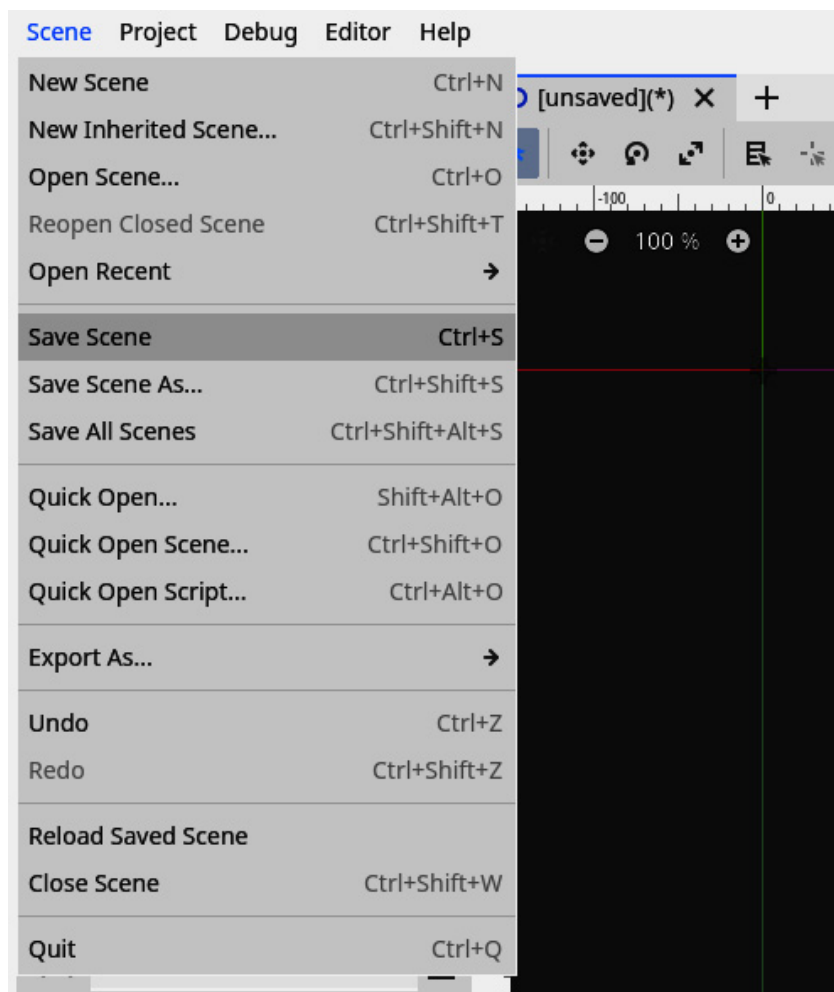 Scene Project Debug Editor Help
New Scene Ctrl+N
[unsaved](*)
New Inherited Scene... Ctrl+Shift+N
Open Scene... Ctrl+O
-100 0
Reopen Closed Scene Ctrl+Shift+T
100 %
Open Recent
Save Scene Ctrl+S
Save Scene As... Ctrl+Shift+S
Save All Scenes Ctrl+Shift+Alt+S
Quick Open... Shift+Alt+O
Quick Open Scene... Ctrl+Shift+O
Quick Open Script... Ctrl+Alt+O
Export As...
Undo Ctrl+Z
Redo Ctrl+Shift+Z
Reload Saved Scene
Close Scene Ctrl+Shift+W
Quit Ctrl+Q